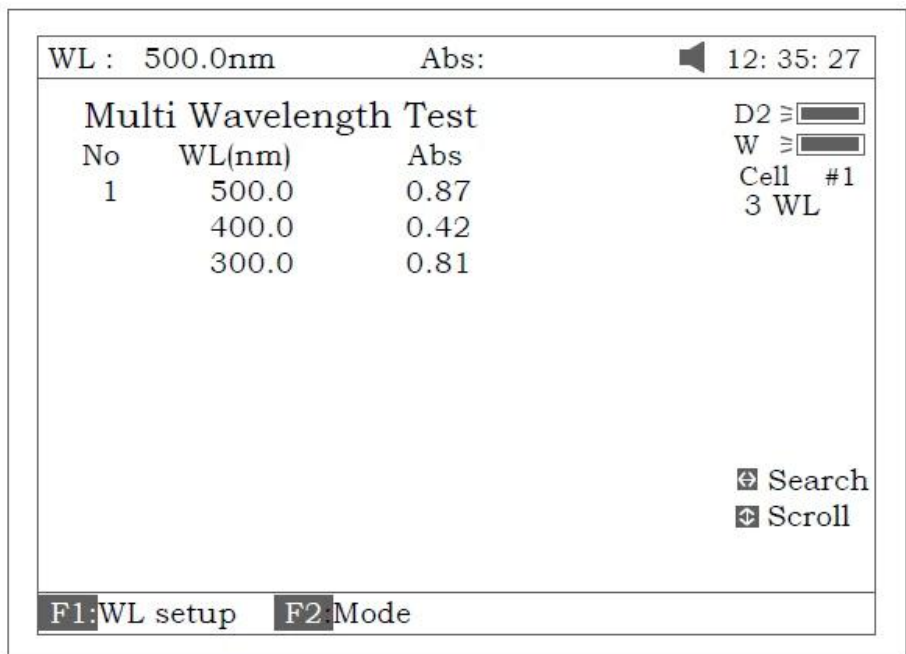 WL : 500.0nm Abs: 12: 35: 27
Multi Wavelength Test
No WL(nm) Abs
1 500.0 0.87
400.0 0.42
300.0 0.81
D2
W
Cell #1
3 WL
Search
Scroll
F1:WL setup F2:Mode